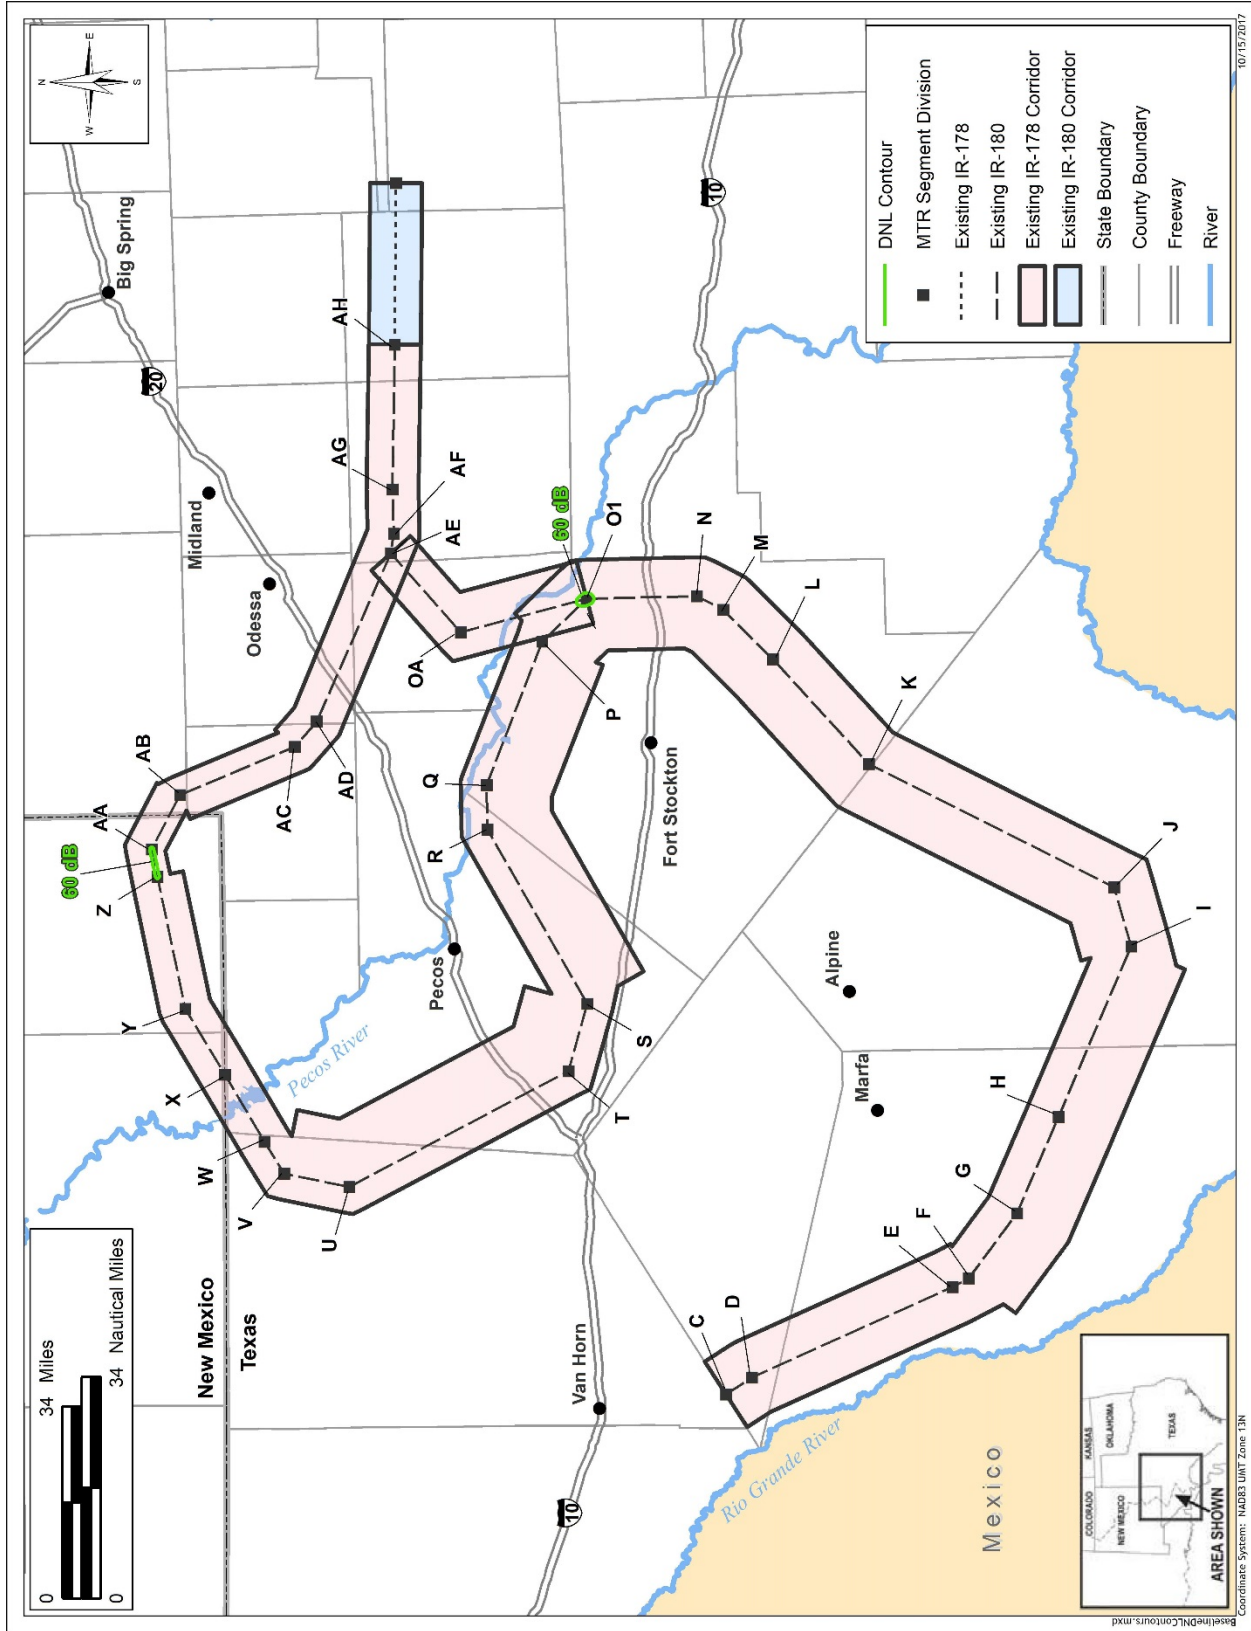 N
W
E
S
0
34 Miles
0
34 Nautical Miles
New Mexico
Texas
Big Spring
20
Midland
Odessa
60 dB
Z
AA
AB
AC
AD
Y
X
W
V
U
Pecos River
Pecos
AH
AG
AF
AE
OA
60 dB
O1
N
M
L
K
P
Q
R
S
T
Fort Stockton
10
Van Horn
10
Alpine
Marfa
C
D
E
F
G
H
I
J
Rio Grande River
Mexico
DNL Contour
MTR Segment Division
Existing IR-178
Existing IR-180
Existing IR-178 Corridor
Existing IR-180 Corridor
State Boundary
County Boundary
Freeway
River
COLORADO
KANSAS
OKLAHOMA
NEW MEXICO
TEXAS
AREA SHOWN
BaselineDNLContours.mxd
Coordinate System: NAD83 UMT Zone 13N
10/15/2017